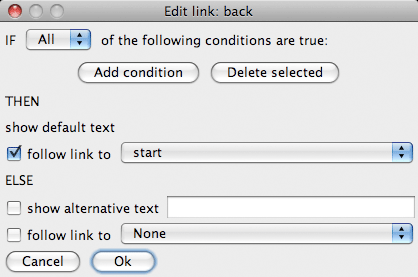 Edit link: back
IF All of the following conditions are true:
Add condition Delete selected
THEN
show default text
follow link to start
ELSE
show alternative text
follow link to None
Cancel Ok